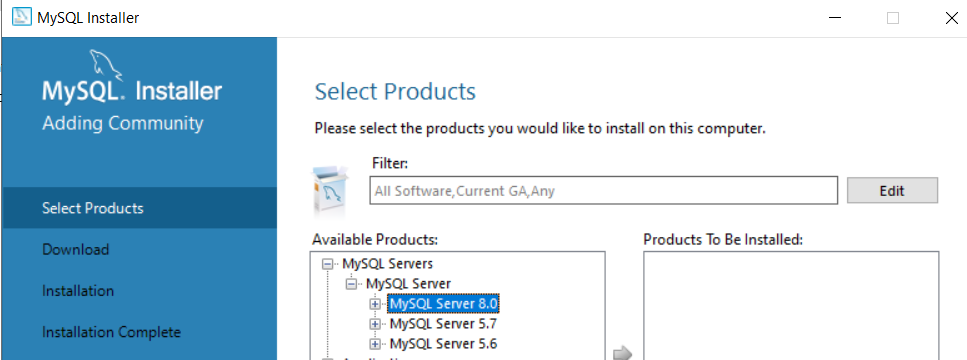 MySQL Installer
MySQL. Installer
Adding Community
Select Products
Download
Installation
Installation Complete
Select Products
Please select the products you would like to install on this computer.
Filter:
All Software,Current GA,Any
Edit
Available Products:
MySQL Servers
MySQL Server
MySQL Server 8.0
MySQL Server 5.7
MySQL Server 5.6
Products To Be Installed: